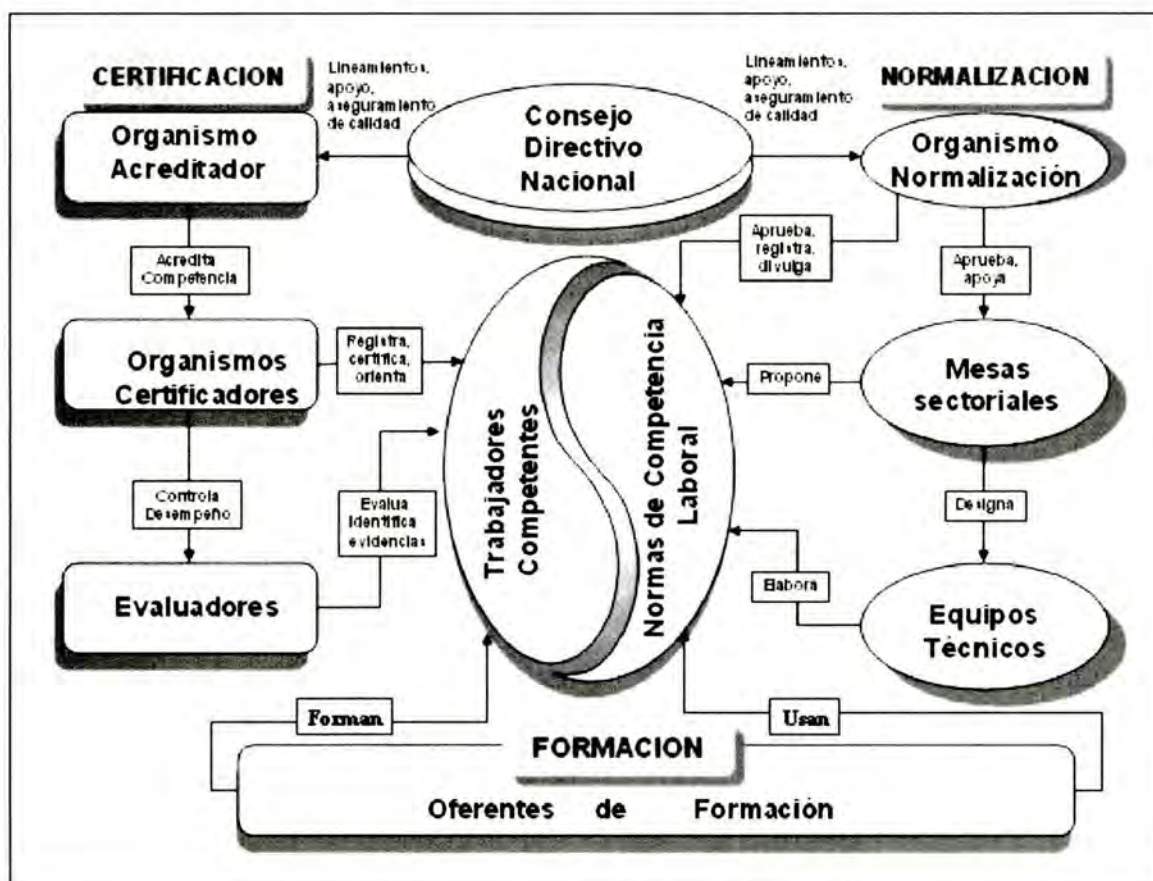 CERTIFICACION
Lineamientos,
apoyo,
aseguramiento
de calidad
Consejo
Directivo
Nacional
Lineamientos,
apoyo,
aseguramiento
de calidad
NORMALIZACION
Organismo
Acreditador
Organismo
Normalización
Acredita
Competencia
Aprueba,
registra,
divulga
Aprueba,
apoya
Organismos
Certificadores
Registra,
certifica,
orienta
Trabajadores
Competentes
Normas de Competencia
Laboral
Propone
Mesas
sectoriales
Controla
Desempeño
Evalua
Identifica
evidencias
Designa
Elabora
Evaluadores
Equipos
Técnicos
Forman
Usan
FORMACION
Oferentes de Formación